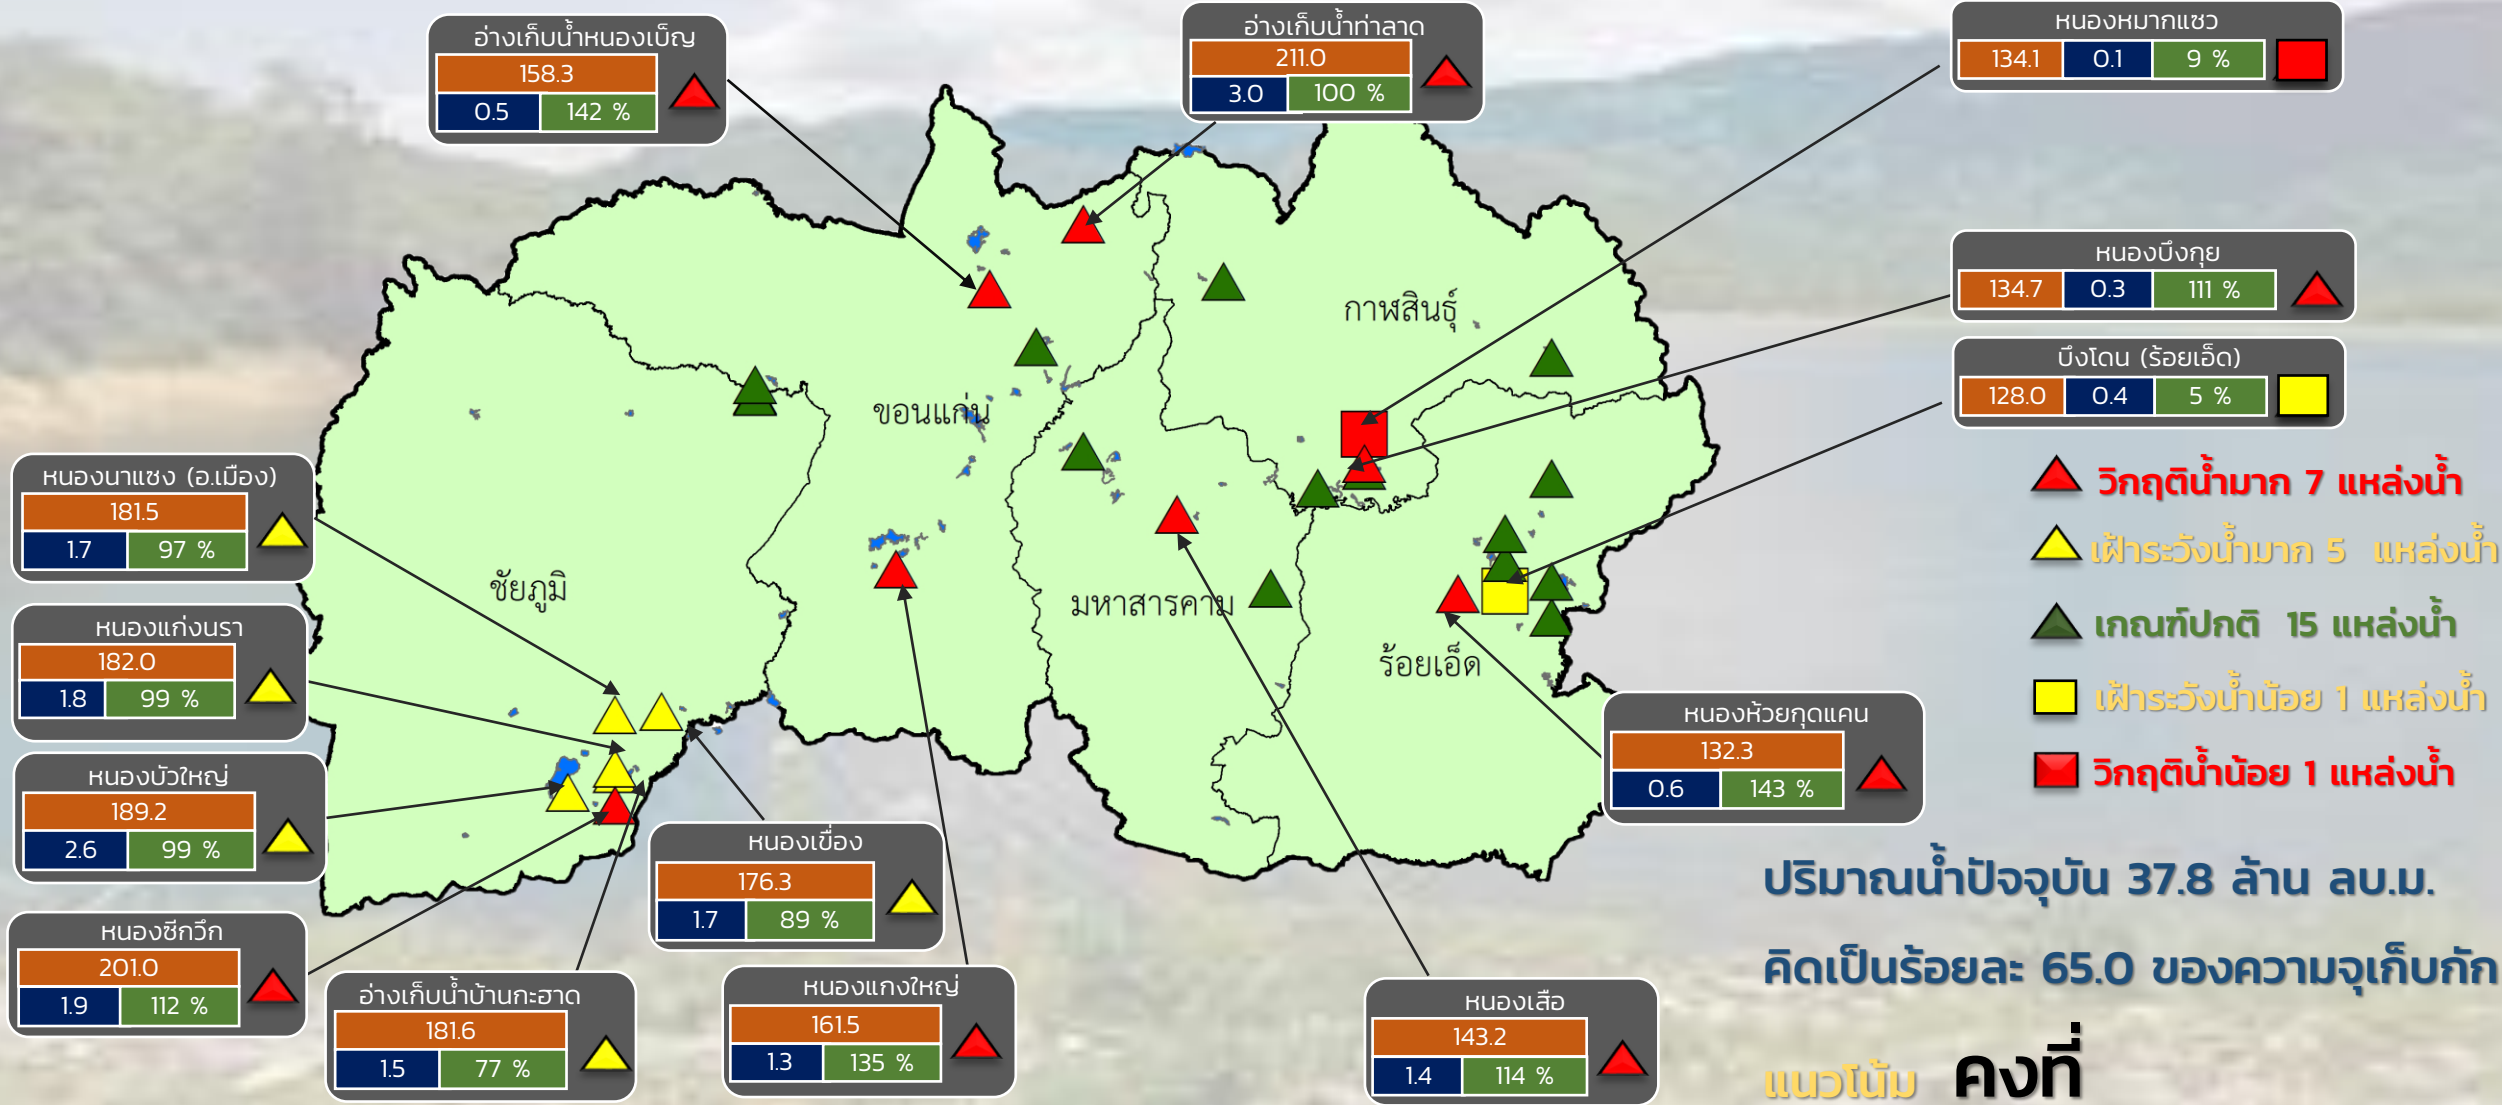 อ่างเก็บน้ำหนองเบ็ญ
158.3
0.5 142 %
อ่างเก็บน้ำท่าลาด
211.0
3.0 100 %
หนองหมากแซว
134.1 0.1 9 %
หนองบึงกุย
134.7 0.3 111 %
บึงโดน (ร้อยเอ็ด)
128.0 0.4 5 %
กาฬสินธุ์
ขอนแก่น
ชัยภูมิ
มหาสารคาม
ร้อยเอ็ด
หนองนาแซง (อ.เมือง)
181.5
1.7 97 %
หนองแก่งนรา
182.0
1.8 99 %
หนองบัวใหญ่
189.2
2.6 99 %
หนองซีกวึก
201.0
1.9 112 %
อ่างเก็บน้ำบ้านกะฮาด
181.6
1.5 77 %
หนองเขื่อง
176.3
1.7 89 %
หนองแกงใหญ่
161.5
1.3 135 %
หนองเสือ
143.2
1.4 114 %
หนองห้วยกุดแคน
132.3
0.6 143 %
วิกฤติน้ำมาก 7 แหล่งน้ำ
เฝ้าระวังน้ำมาก 5 แหล่งน้ำ
เกณฑ์ปกติ 15 แหล่งน้ำ
เฝ้าระวังน้ำน้อย 1 แหล่งน้ำ
วิกฤติน้ำน้อย 1 แหล่งน้ำ
ปริมาณน้ำปัจจุบัน 37.8 ล้าน ลบ.ม.
คิดเป็นร้อยละ 65.0 ของความจุเก็บกัก
แนวโน้ม คงที่